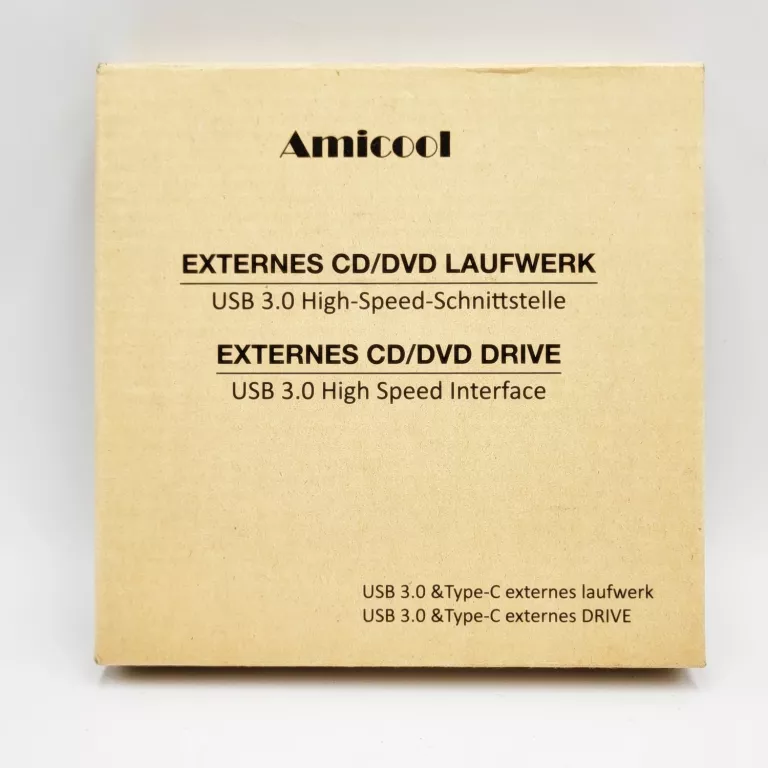 Amicool
EXTERNES CD/DVD LAUFWERK
USB 3.0 High-Speed-Schnittstelle
EXTERNES CD/DVD DRIVE
USB 3.0 High Speed Interface
USB 3.0 &Type-C externes laufwerk
USB 3.0 &Type-C externes DRIVE